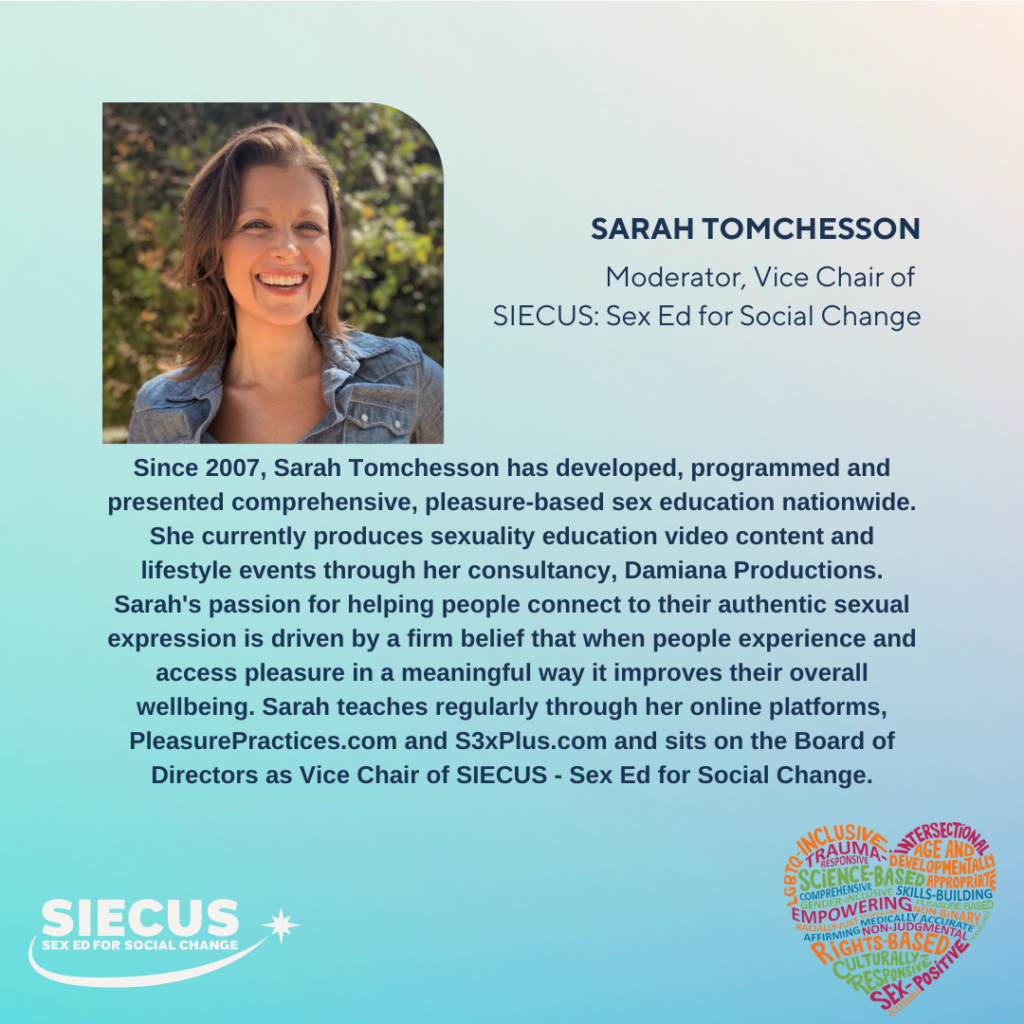 SARAH TOMCHESSON
Moderator, Vice Chair of
SIECUS: Sex Ed for Social Change
Since 2007, Sarah Tomchesson has developed, programmed and
presented comprehensive, pleasure-based sex education nationwide.
She currently produces sexuality education video content and
lifestyle events through her consultancy, Damiana Productions.
Sarah's passion for helping people connect to their authentic sexual
expression is driven by a firm belief that when people experience and
access pleasure in a meaningful way it improves their overall
wellbeing. Sarah teaches regularly through her online platforms,
PleasurePractices.com and S3xPlus.com and sits on the Board of
Directors as Vice Chair of SIECUS - Sex Ed for Social Change.
SIECUS
SEX ED FOR SOCIAL CHANGE
LGBTQ-INCLUSIVE
TRAUMA-
RESPONSIVE
INTERSECTIONAL
AGE AND
DEVELOPMENTALLY
APPROPRIATE
SCIENCE-BASED
COMPREHENSIVE
SKILLS-BUILDING
GENDER-INCLUSIVE
PLEASURE-BASED
EMPOWERING
NON-BINARY
RACIALLY-JUST
MEDICALLY ACCURATE
AFFIRMING
NON-JUDGMENTAL
RIGHTS-BASED
CULTURALLY
RESPONSIVE
SEX-POSITIVE
ACCESSIBLE